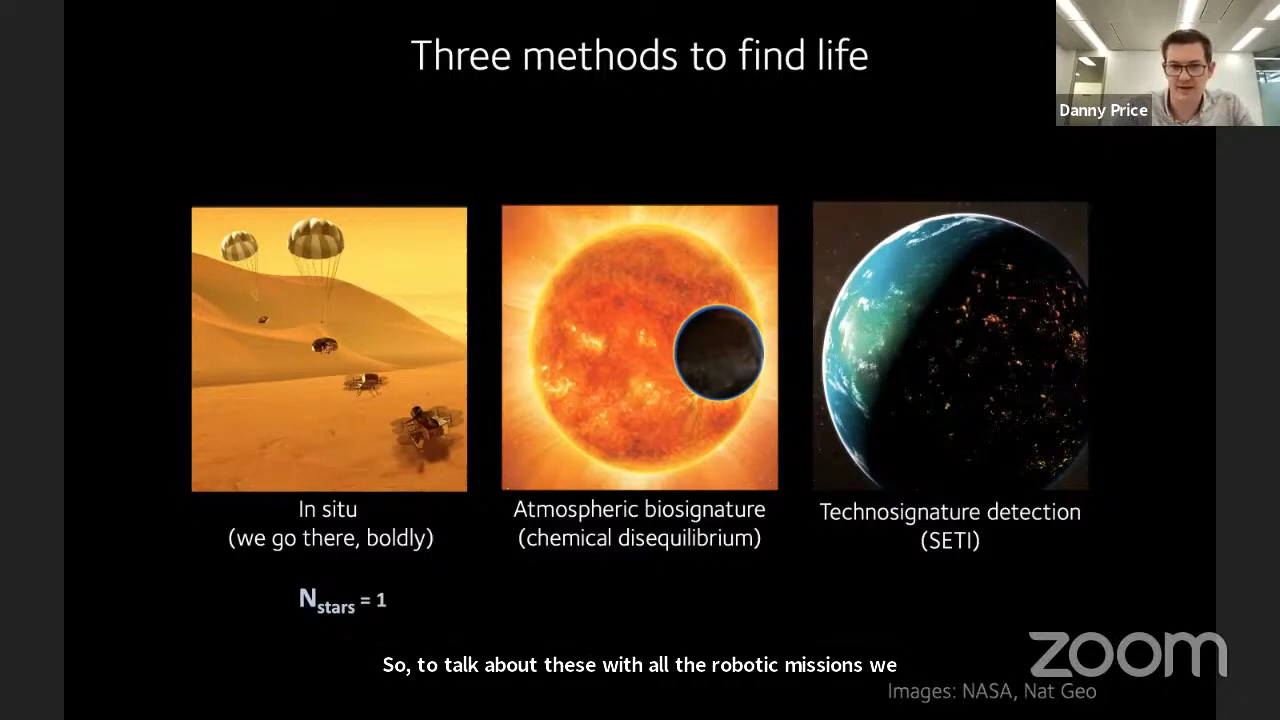 Three methods to find life
Danny Price
In situ
(we go there, boldly)
Atmospheric biosignature
(chemical disequilibrium)
Technosignature detection
(SETI)
Nstars = 1
So, to talk about these with all the robotic missions we
zoom
Images: NASA, Nat Geo